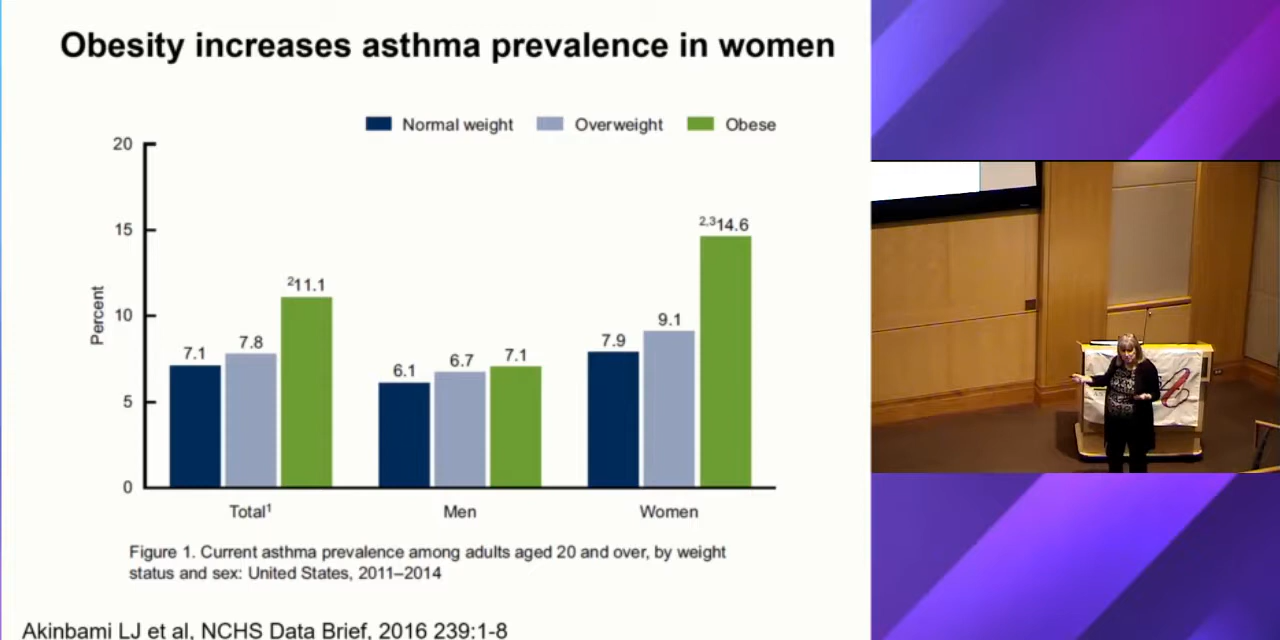 Obesity increases asthma prevalence in women
Normal weight Overweight Obese
20
15
10
5
0
Percent
7.1
7.8
²11.1
6.1
6.7
7.1
7.9
9.1
²,³14.6
Total¹ Men Women
Figure 1. Current asthma prevalence among adults aged 20 and over, by weight
status and sex: United States, 2011–2014
Akinbami LJ et al, NCHS Data Brief, 2016 239:1-8